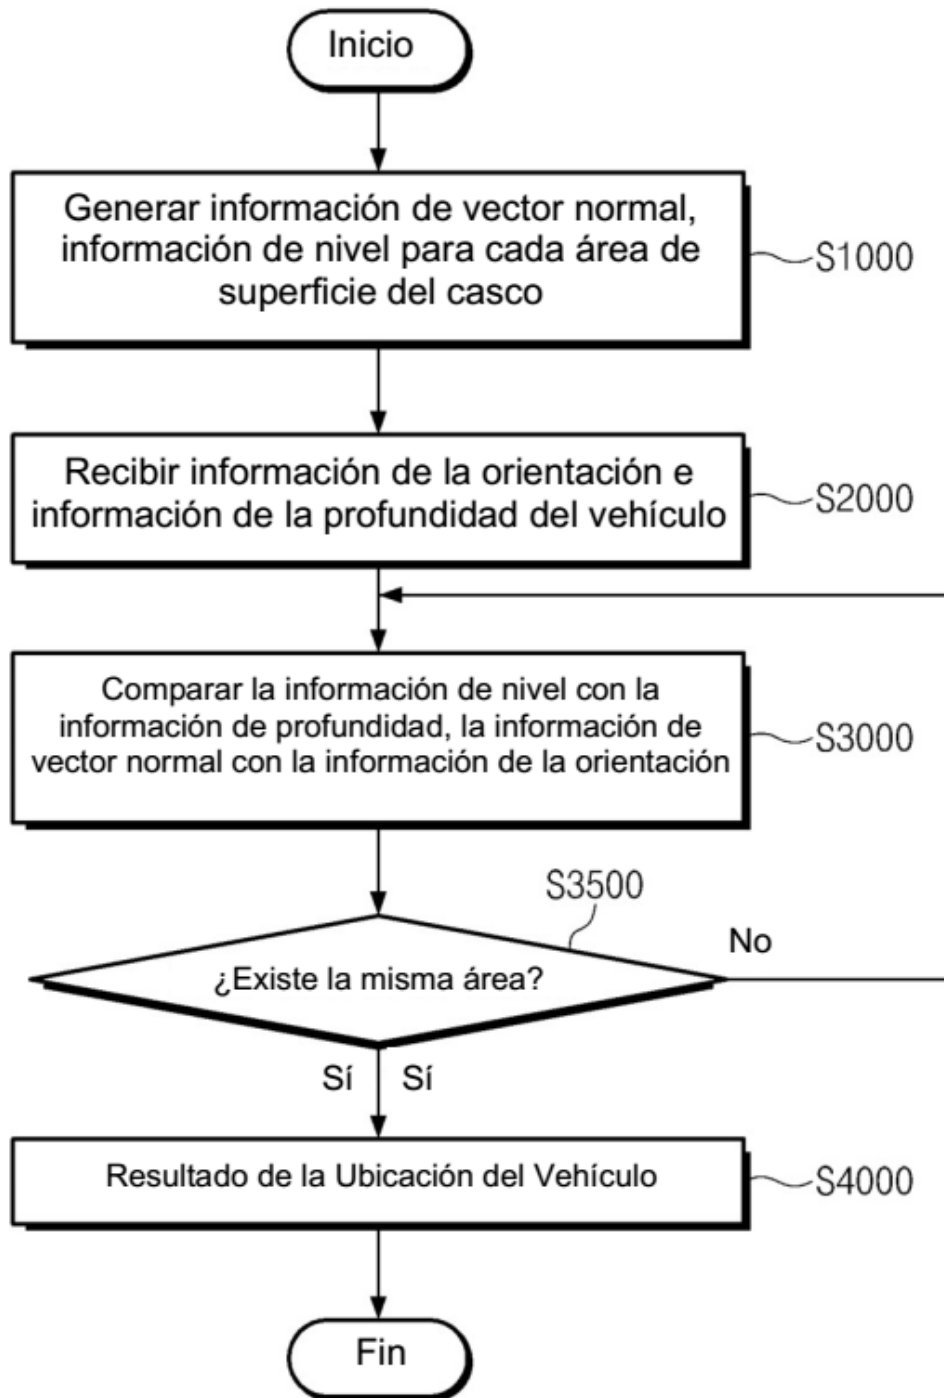 Inicio
Generar información de vector normal,
información de nivel para cada área de
superficie del casco
S1000
Recibir información de la orientación e
información de la profundidad del vehículo
S2000
Comparar la información de nivel con la
información de profundidad, la información de
vector normal con la información de la orientación
S3000
S3500
¿Existe la misma área?
No
Sí Sí
Resultado de la Ubicación del Vehículo
S4000
Fin